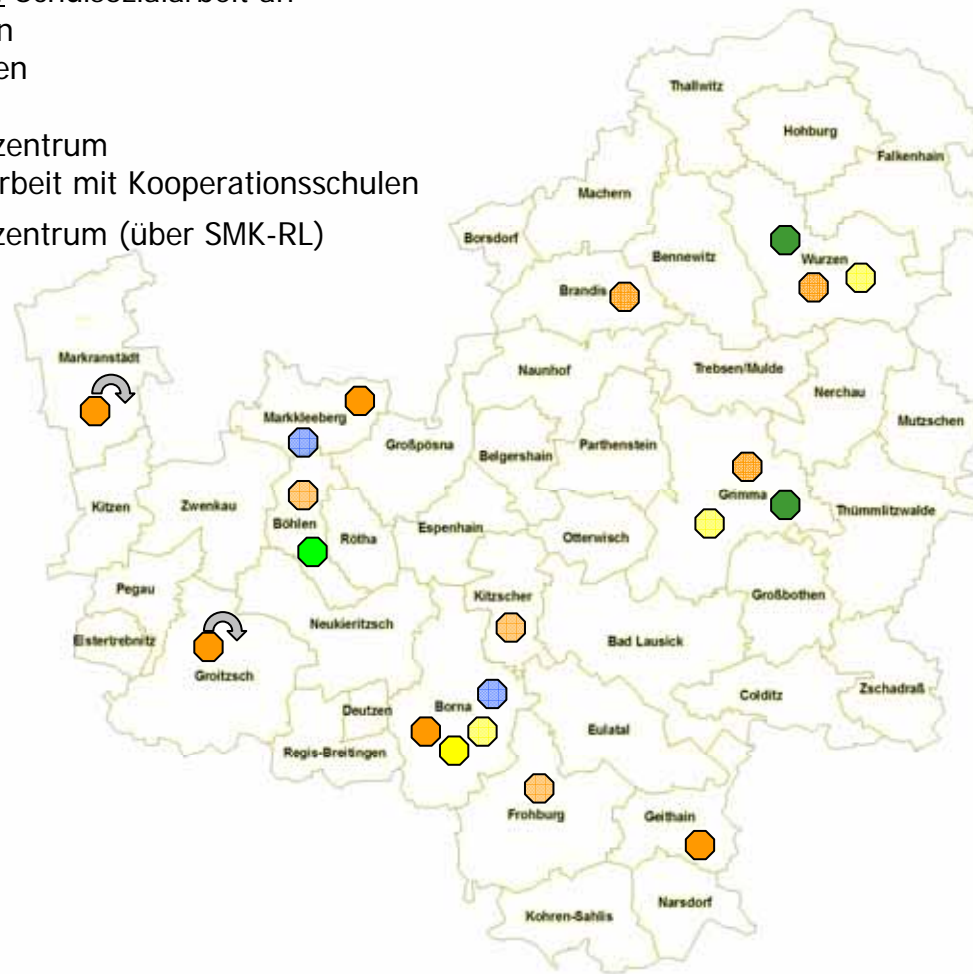 Schulsozialarbeit an
n
en
zentrum
rbeit mit Kooperationsschulen
zentrum (über SMK-RL)
Thallwitz
Hohburg
Falkenhain
Machern
Borsdorf
Bennewitz
Wurzen
Brandis
Markranstädt
Naunhof
Trebsen/Mulde
Nerchau
Mutzschen
Markkleeberg
Großpösna
Belgershain
Parthenstein
Grimma
Kitzen
Zwenkau
Böhlen
Rötha
Espenhain
Otterwisch
Thümmlitzwalde
Pegau
Kitzscher
Großbothen
Elstertrebnitz
Neukieritzsch
Bad Lausick
Groitzsch
Colditz
Zschadraß
Deutzen
Borna
Eulatal
Regis-Breitingen
Frohburg
Geithain
Kohren-Sahlis
Narsdorf